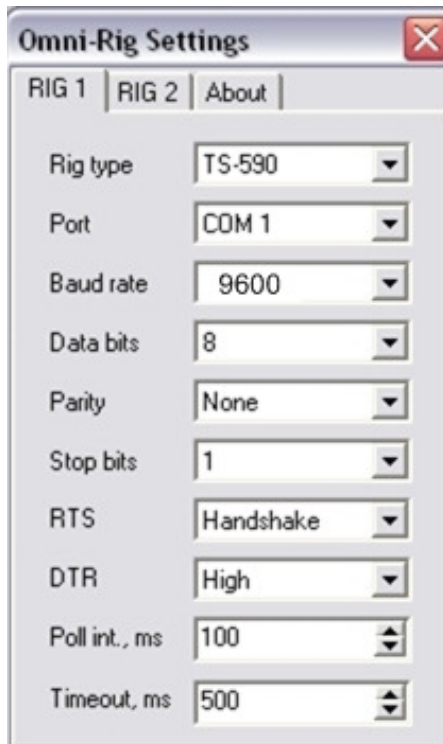 Omni-Rig Settings
RIG 1 RIG 2 About
Rig type TS-590
Port COM 1
Baud rate 9600
Data bits 8
Parity None
Stop bits 1
RTS Handshake
DTR High
Poll int., ms 100
Timeout, ms 500